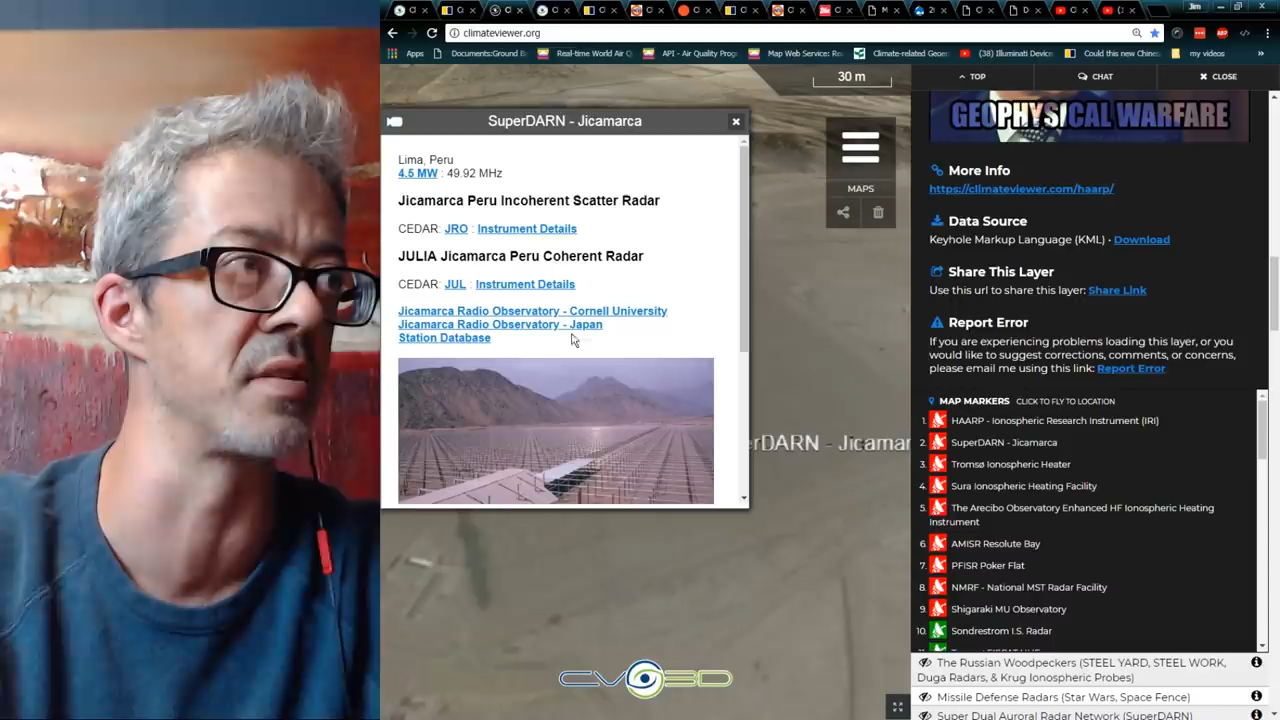 Jim
climateviewer.org
Apps
Documents:Ground B
Real-time World Air Q
API - Air Quality Prog
Map Web Service: Re
Climate-related Geo
(38) Illuminati Device
Could this new Chine
my videos
»
30 m
TOP
CHAT
CLOSE
SuperDARN - Jicamarca
GEOPHYSICAL WARFARE
Lima, Peru
4.5 MW : 49.92 MHz
Jicamarca Peru Incoherent Scatter Radar
CEDAR: JRO : Instrument Details
JULIA Jicamarca Peru Coherent Radar
CEDAR: JUL : Instrument Details
Jicamarca Radio Observatory - Cornell University
Jicamarca Radio Observatory - Japan
Station Database
MAPS
erDARN - Jicamar
CV3D
More Info
https://climateviewer.com/haarp/
Data Source
Keyhole Markup Language (KML) • Download
Share This Layer
Use this url to share this layer: Share Link
Report Error
If you are experiencing problems loading this layer, or you
would like to suggest corrections, comments, or concerns,
please email me using this link: Report Error
MAP MARKERS CLICK TO FLY TO LOCATION
1. HAARP - Ionospheric Research Instrument (IRI)
2. SuperDARN - Jicamarca
3. Tromsø Ionospheric Heater
4. Sura Ionospheric Heating Facility
5. The Arecibo Observatory Enhanced HF Ionospheric Heating
Instrument
6. AMISR Resolute Bay
7. PFISR Poker Flat
8. NMRF - National MST Radar Facility
9. Shigaraki MU Observatory
10. Sondrestrom I.S. Radar
The Russian Woodpeckers (STEEL YARD, STEEL WORK,
Duga Radars, & Krug Ionospheric Probes)
Missile Defense Radars (Star Wars, Space Fence)
Super Dual Auroral Radar Network (SuperDARN)